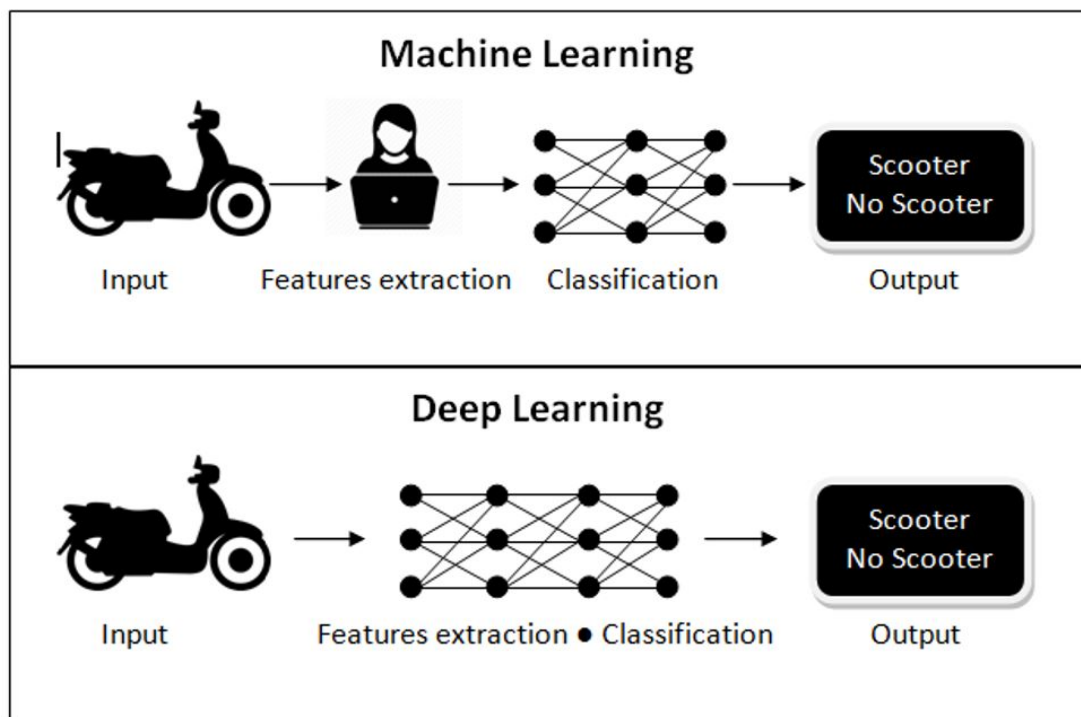 Machine Learning
Scooter
No Scooter
Input
Features extraction
Classification
Output
Deep Learning
Scooter
No Scooter
Input
Features extraction ● Classification
Output